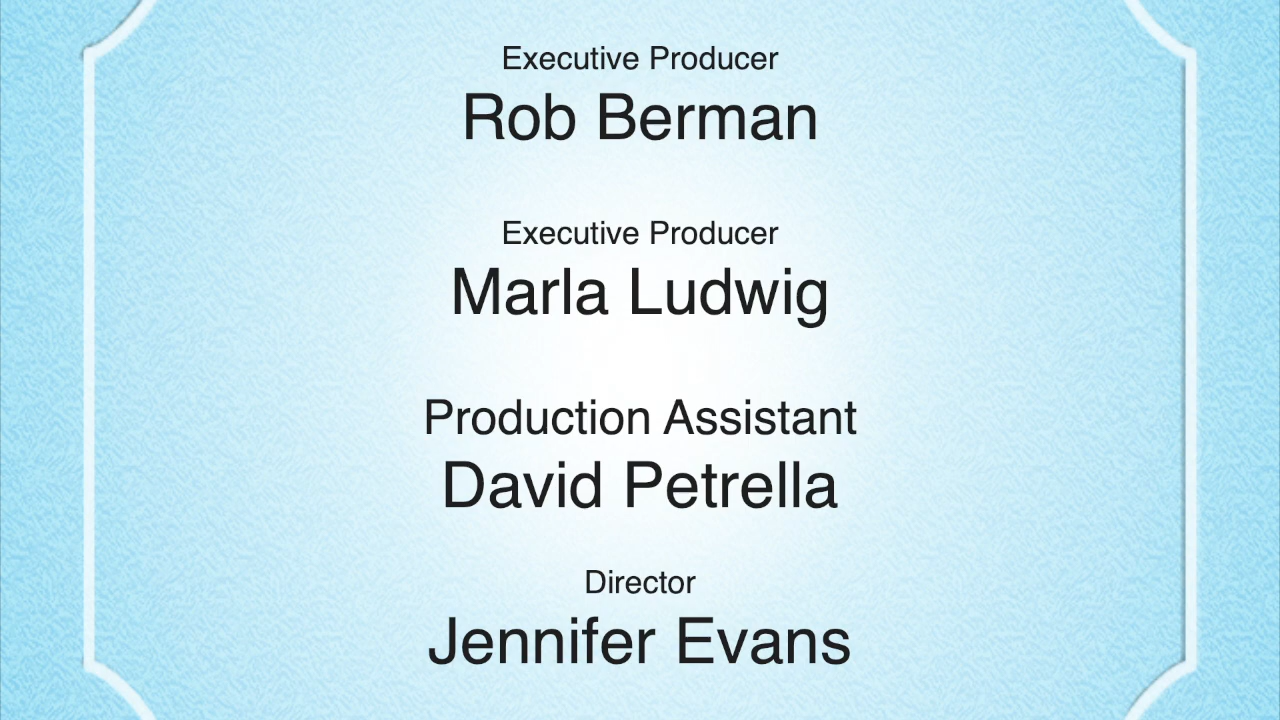 Executive Producer
Rob Berman
Executive Producer
Marla Ludwig
Production Assistant
David Petrella
Director
Jennifer Evans